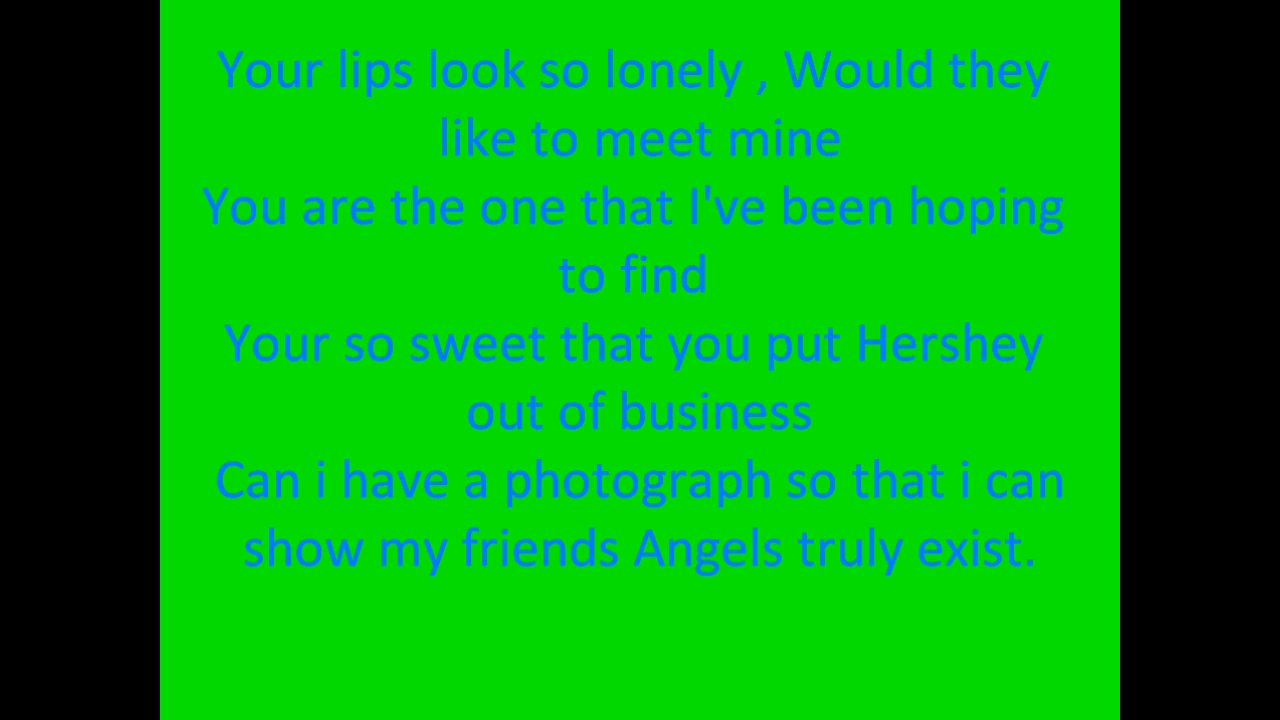 Your lips look so lonely , Would they
like to meet mine
You are the one that I've been hoping
to find
Your so sweet that you put Hershey
out of business
Can i have a photograph so that i can
show my friends Angels truly exist.